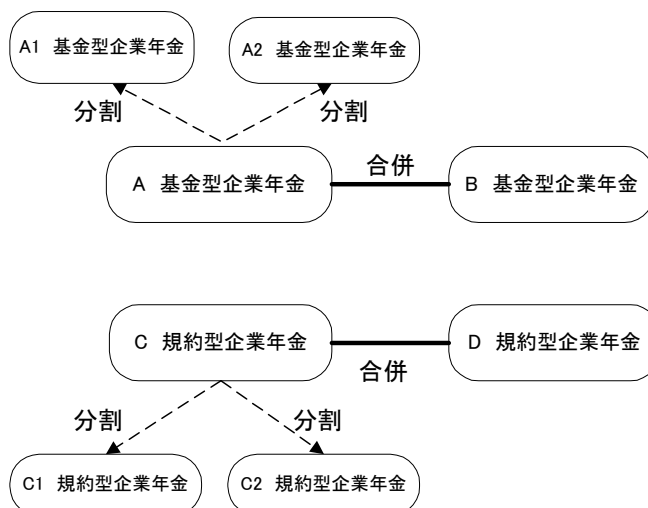 A1 基金型企業年金
A2 基金型企業年金
分割
分割
合併
A 基金型企業年金
B 基金型企業年金
C 規約型企業年金
D 規約型企業年金
合併
分割
分割
C1 規約型企業年金
C2 規約型企業年金